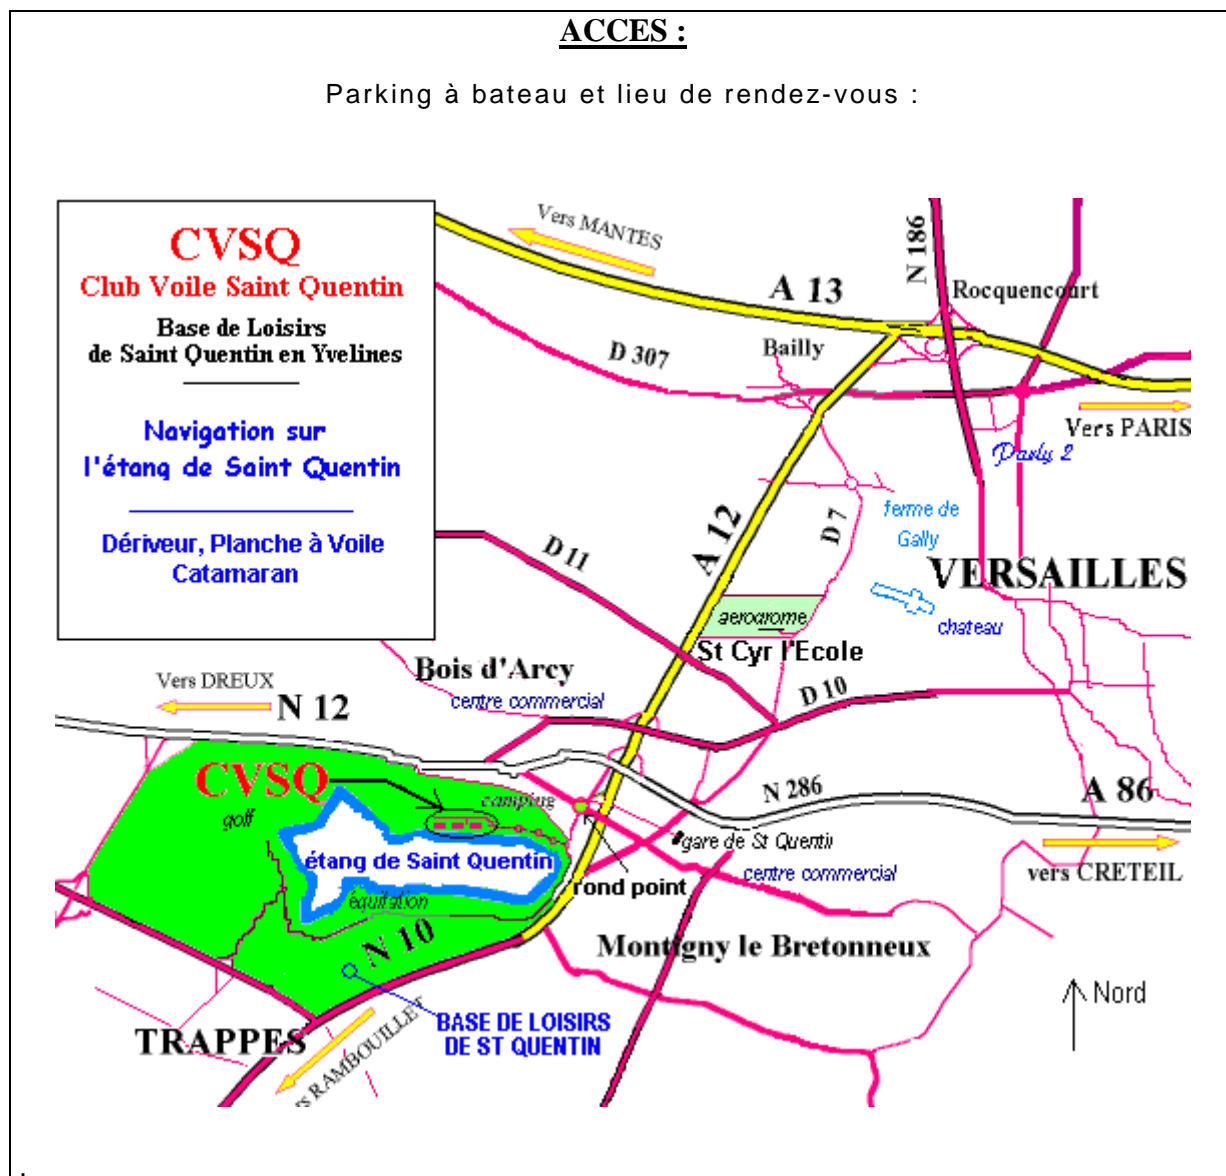 ACCES :
Parking à bateau et lieu de rendez-vous :
CVSQ
Club Voile Saint Quentin
Base de Loisirs
de Saint Quentin en Yvelines
Navigation sur
l'étang de Saint Quentin
Dériveur, Planche à Voile
Catamaran
Vers MANTES
A 13
N 186
Rocquencourt
D 307
Bailly
Vers PARIS
Parly 2
A 12
D 7
ferme de
Gally
D 11
VERSAILLES
aerodrome
chateau
St Cyr l'Ecole
Bois d'Arcy
centre commercial
D 10
Vers DREUX
N 12
CVSQ
golf
camping
N 286
A 86
gare de St Quentin
étang de Saint Quentin
rond point
centre commercial
vers CRETEIL
équitation
N 10
Montigny le Bretonneux
Nord
TRAPPES
BASE DE LOISIRS
DE ST QUENTIN
RAMBOUILLET
.